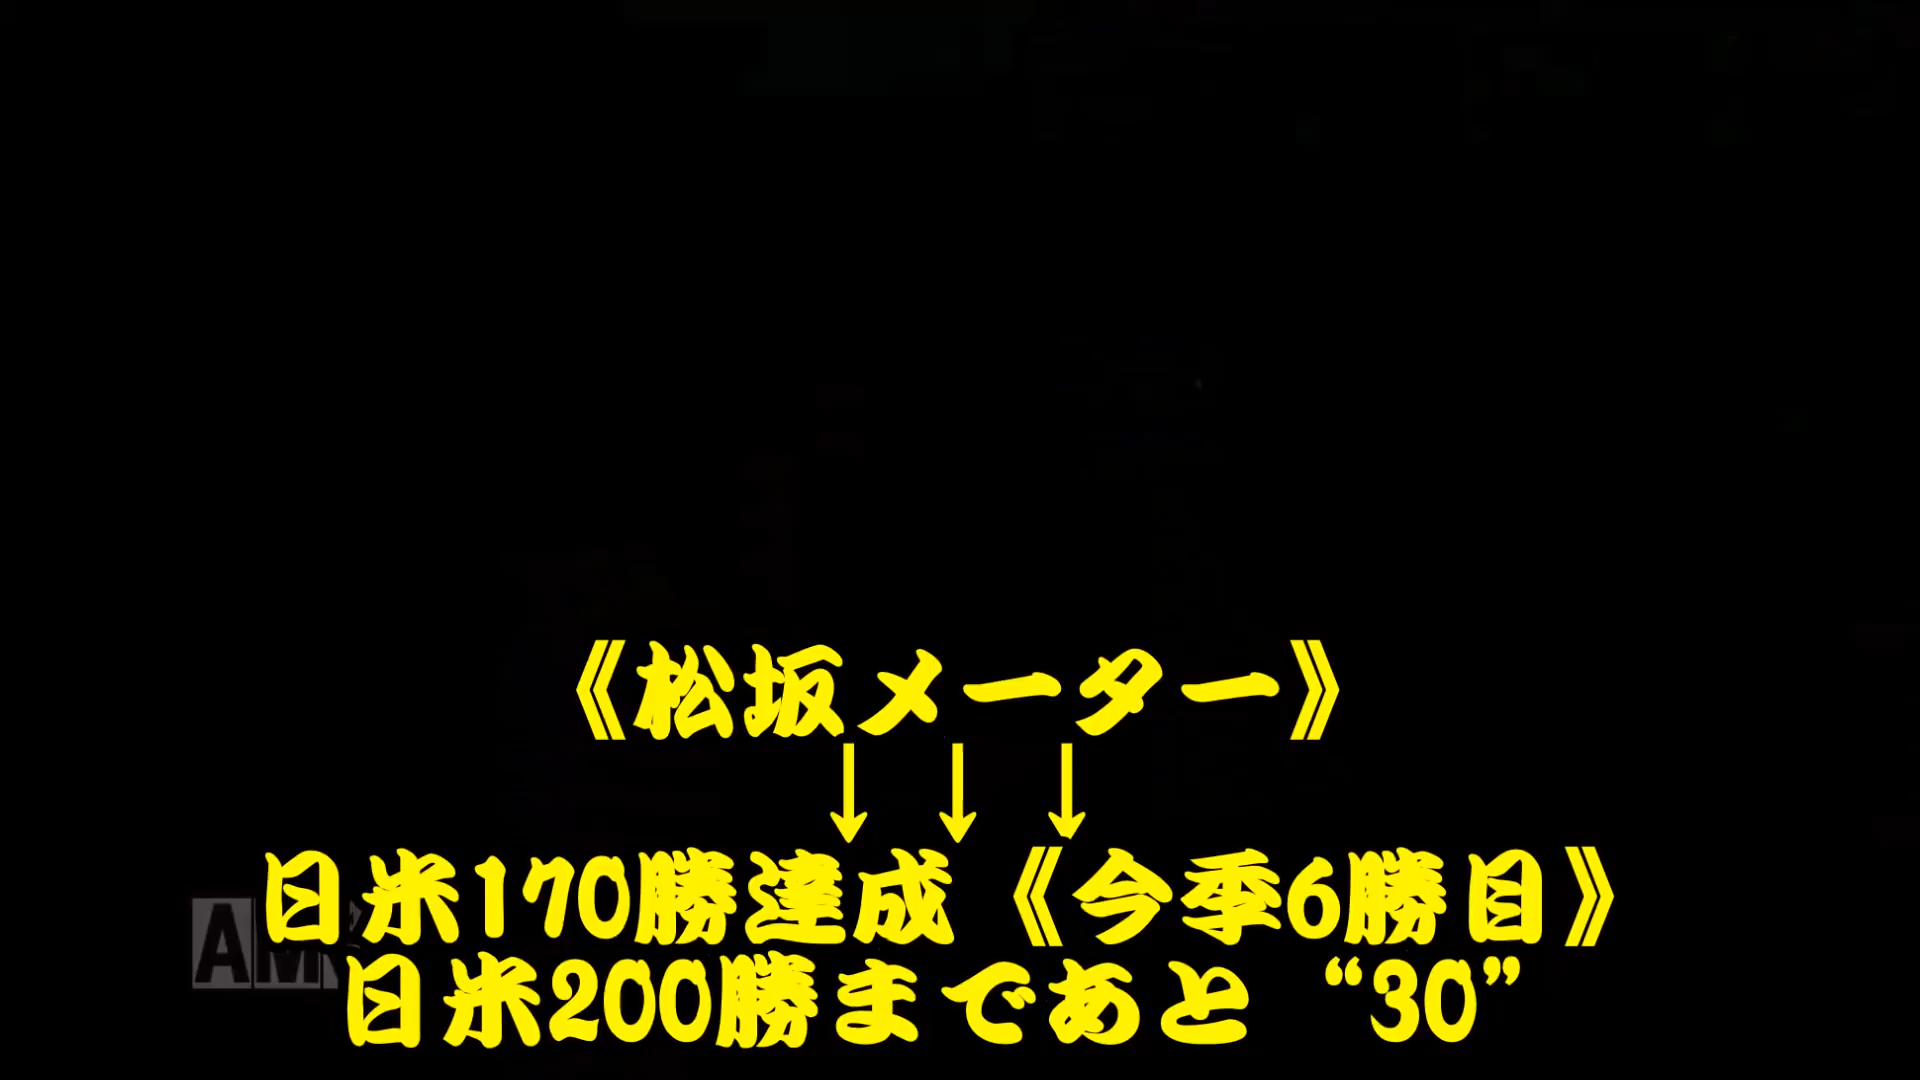 《松坂メーター》
↓ ↓ ↓
日米170勝達成《今季6勝目》
日米200勝まであと“30”